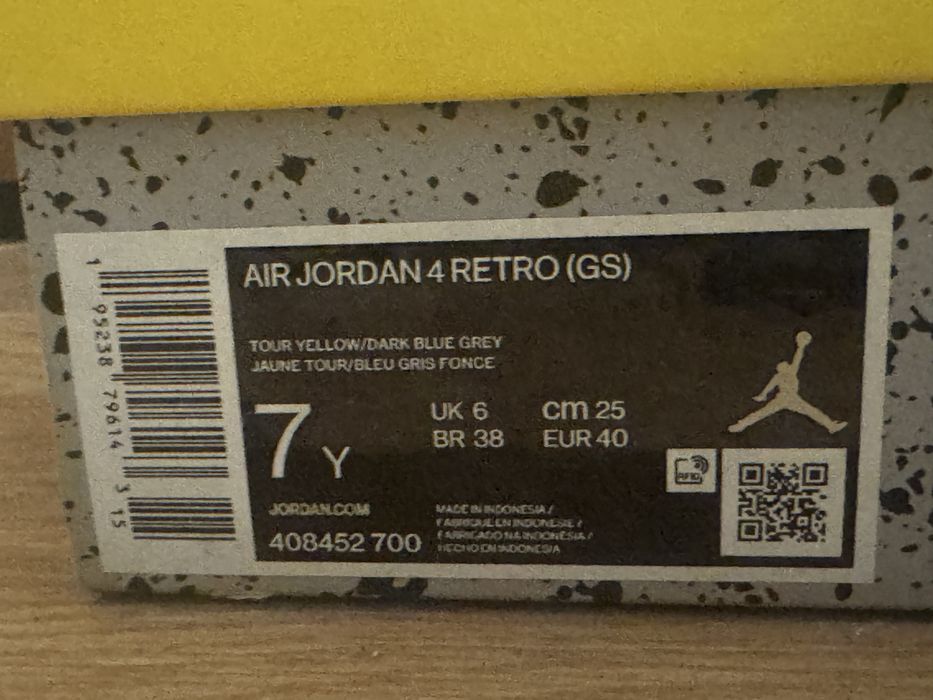 AIR JORDAN 4 RETRO (GS)
TOUR YELLOW/DARK BLUE GREY
JAUNE TOUR/BLEU GRIS FONCE
7 Y
UK 6
cm 25
BR 38
EUR 40
RFID
JORDAN.COM
408452 700
MADE IN INDONESIA /
FABRIQUE EN INDONESIE /
FABRICADO NA INDONESIA /
HECHO EN INDONESIA
1 95238 79614 3 15